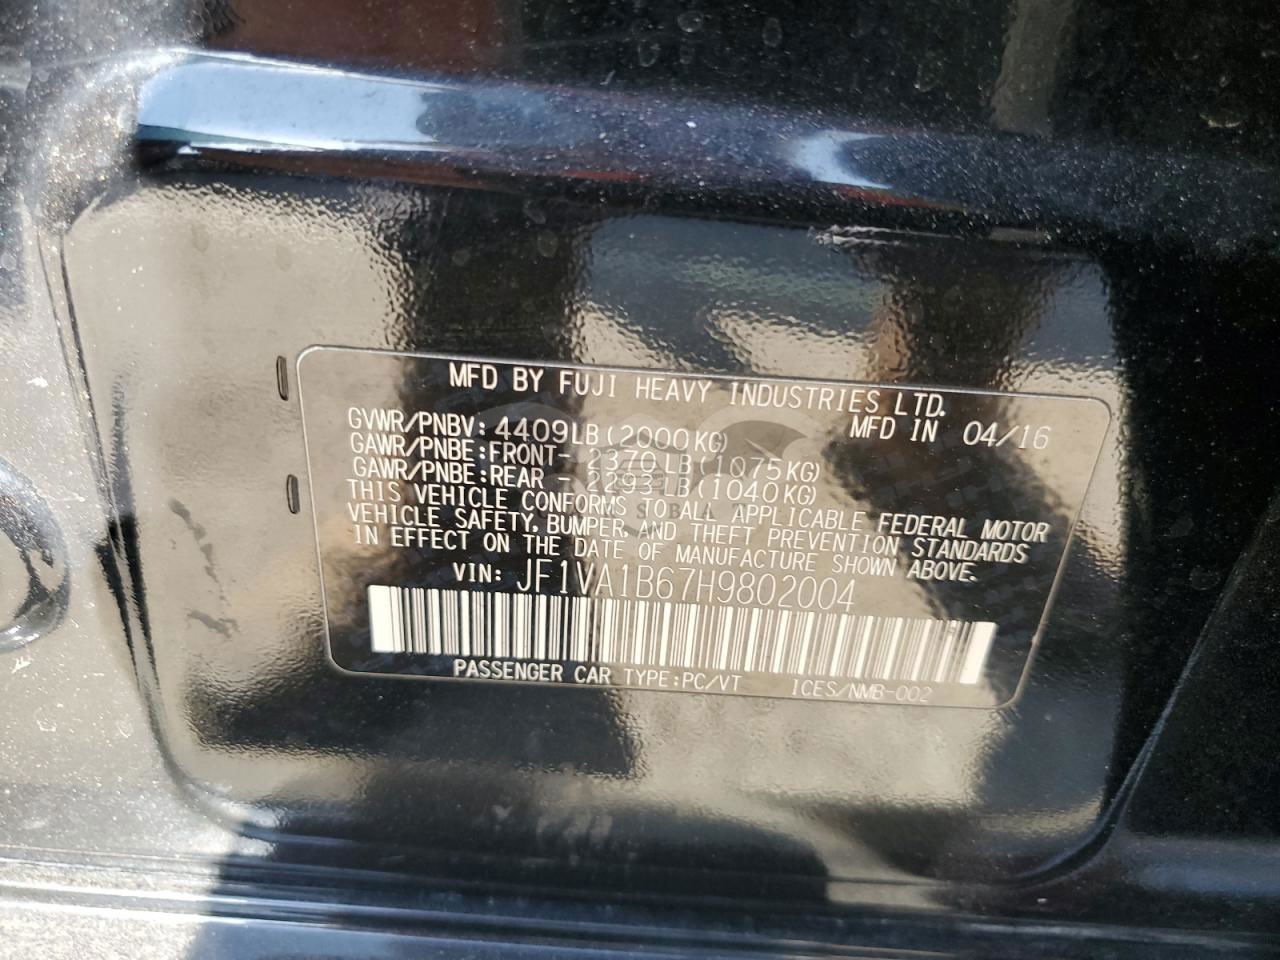 MFD BY FUJI HEAVY INDUSTRIES LTD.
GVWR/PNBV: 4409LB(2000KG) MFD IN 04/16
GAWR/PNBE:FRONT- 2370LB(1075KG)
GAWR/PNBE:REAR - 2293LB(1040KG)
THIS VEHICLE CONFORMS TO ALL APPLICABLE FEDERAL MOTOR
VEHICLE SAFETY, BUMPER, AND THEFT PREVENTION STANDARDS
IN EFFECT ON THE DATE OF MANUFACTURE SHOWN ABOVE.
VIN: JF1VA1B67H9802004
PASSENGER CAR TYPE:PC/VT ICES/NMB-002